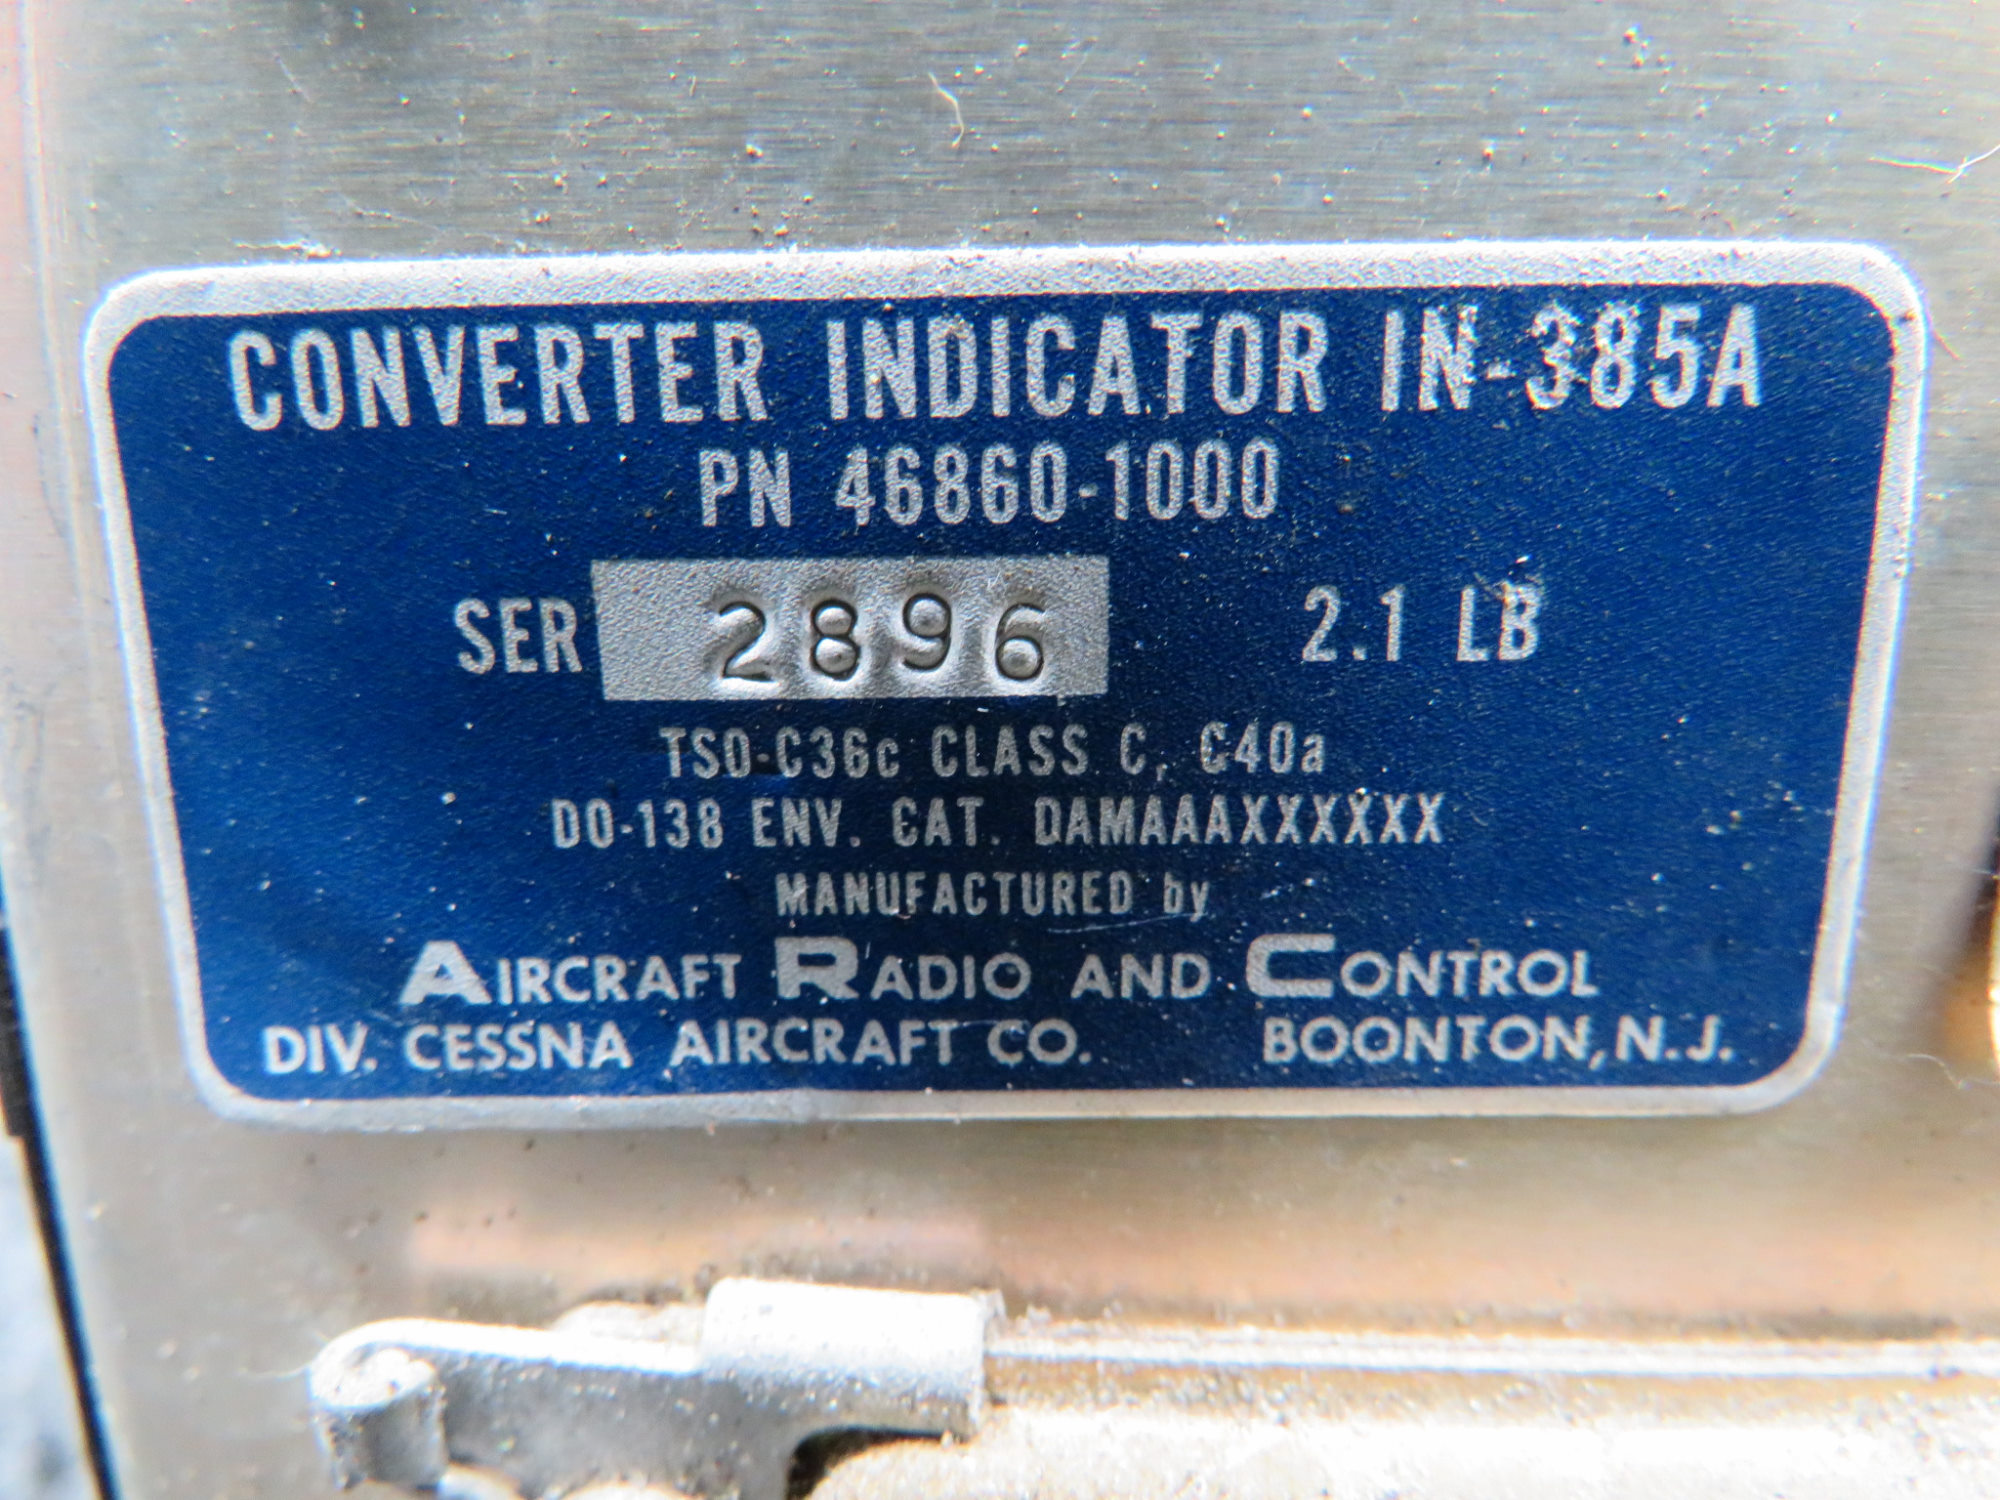 CONVERTER INDICATOR IN-385A
PN 46860-1000
SER 2896 2.1 LB
TSO-C36c CLASS C, C40a
DO-138 ENV. CAT. DAMAAAXXXXXX
MANUFACTURED by
AIRCRAFT RADIO AND CONTROL
DIV. CESSNA AIRCRAFT CO. BOONTON, N.J.